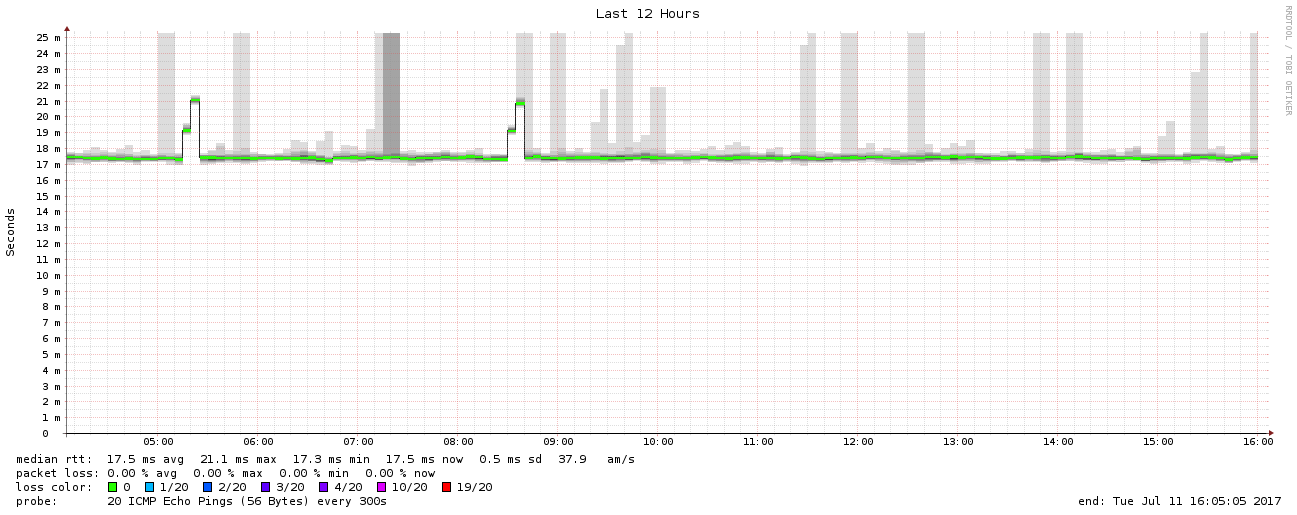 Last 12 Hours
RRDTOOL / TOBI OETIKER
Seconds
25 m
24 m
23 m
22 m
21 m
20 m
19 m
18 m
17 m
16 m
15 m
14 m
13 m
12 m
11 m
10 m
9 m
8 m
7 m
6 m
5 m
4 m
3 m
2 m
1 m
0
05:00 06:00 07:00 08:00 09:00 10:00 11:00 12:00 13:00 14:00 15:00 16:00
median rtt: 17.5 ms avg 21.1 ms max 17.3 ms min 17.5 ms now 0.5 ms sd 37.9 am/s
packet loss: 0.00 % avg 0.00 % max 0.00 % min 0.00 % now
loss color: 0 1/20 2/20 3/20 4/20 10/20 19/20
probe: 20 ICMP Echo Pings (56 Bytes) every 300s end: Tue Jul 11 16:05:05 2017